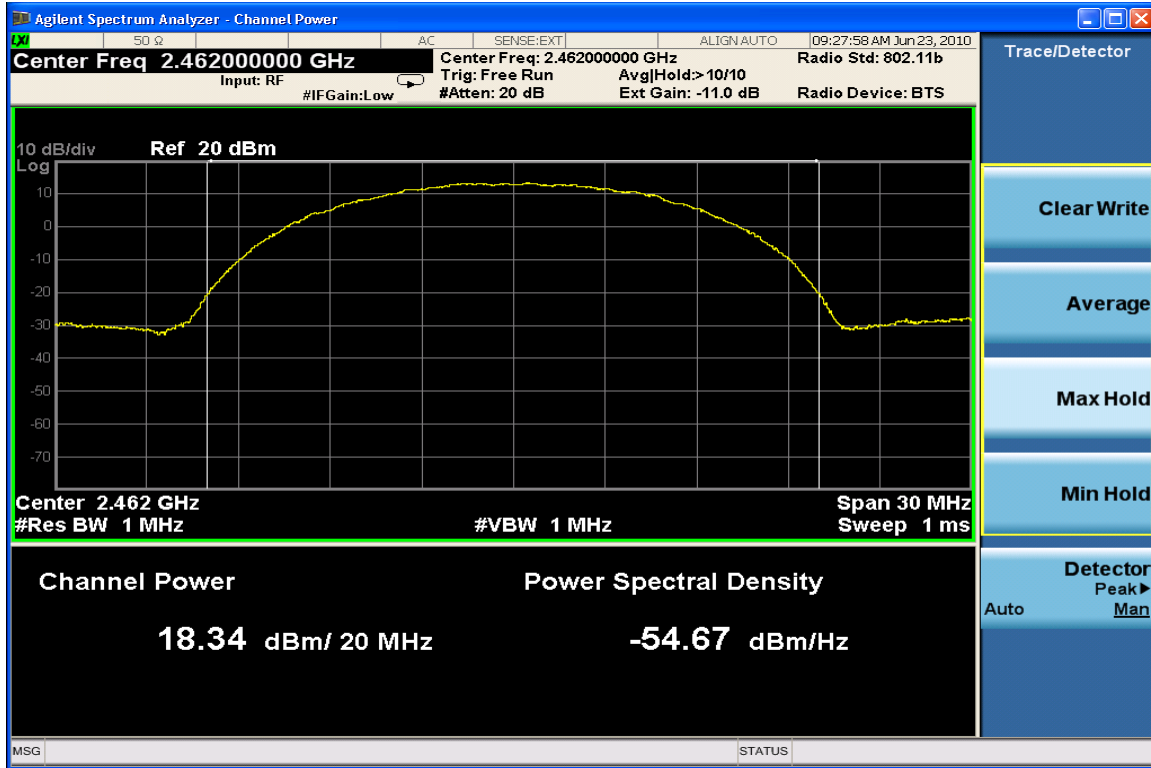 Agilent Spectrum Analyzer - Channel Power
LXI 50 Ω AC SENSE:EXT ALIGN AUTO 09:27:58 AM Jun 23, 2010
Center Freq 2.462000000 GHz
Input: RF
#IFGain:Low
Center Freq: 2.462000000 GHz
Trig: Free Run Avg|Hold:>10/10
#Atten: 20 dB Ext Gain: -11.0 dB
Radio Std: 802.11b
Radio Device: BTS
Trace/Detector
10 dB/div Ref 20 dBm
Log
10
0
-10
-20
-30
-40
-50
-60
-70
Center 2.462 GHz Span 30 MHz
#Res BW 1 MHz #VBW 1 MHz Sweep 1 ms
Channel Power Power Spectral Density
18.34 dBm/ 20 MHz -54.67 dBm/Hz
Clear Write
Average
Max Hold
Min Hold
Detector
Peak▶
Auto Man
MSG STATUS